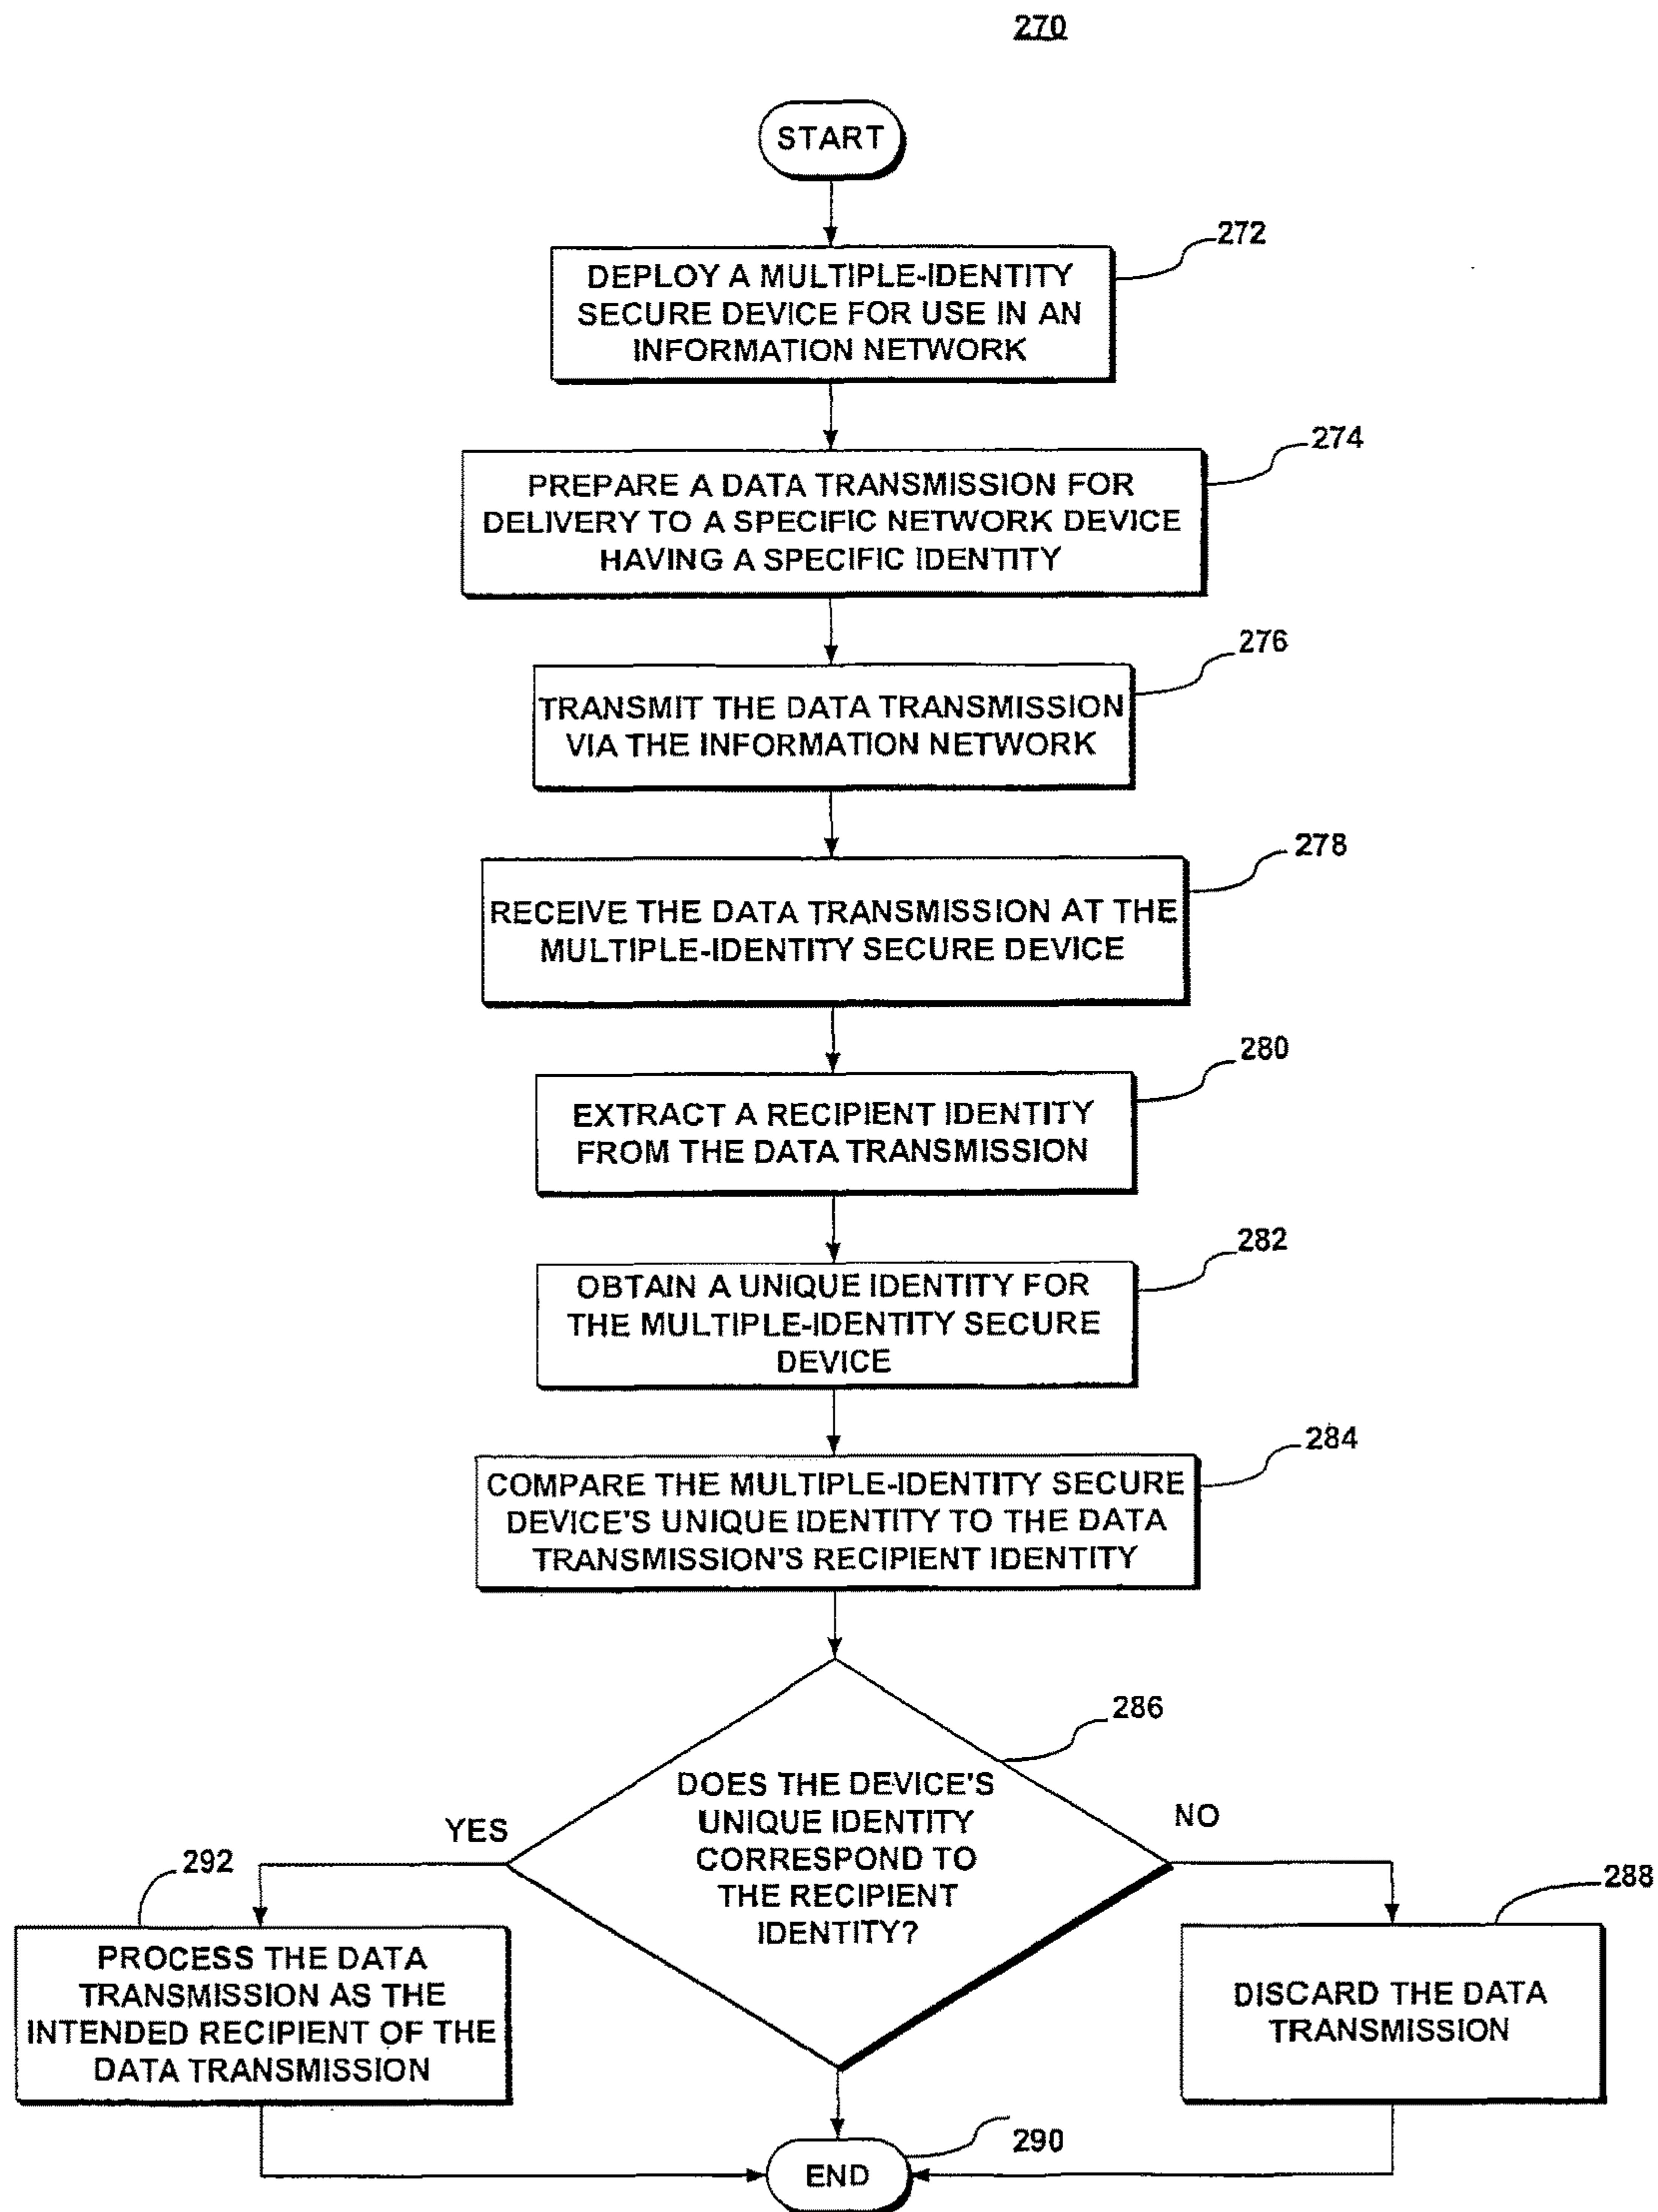 270
START
272
DEPLOY A MULTIPLE-IDENTITY
SECURE DEVICE FOR USE IN AN
INFORMATION NETWORK
274
PREPARE A DATA TRANSMISSION FOR
DELIVERY TO A SPECIFIC NETWORK DEVICE
HAVING A SPECIFIC IDENTITY
276
TRANSMIT THE DATA TRANSMISSION
VIA THE INFORMATION NETWORK
278
RECEIVE THE DATA TRANSMISSION AT THE
MULTIPLE-IDENTITY SECURE DEVICE
280
EXTRACT A RECIPIENT IDENTITY
FROM THE DATA TRANSMISSION
282
OBTAIN A UNIQUE IDENTITY FOR
THE MULTIPLE-IDENTITY SECURE
DEVICE
284
COMPARE THE MULTIPLE-IDENTITY SECURE
DEVICE'S UNIQUE IDENTITY TO THE DATA
TRANSMISSION'S RECIPIENT IDENTITY
286
DOES THE DEVICE'S
UNIQUE IDENTITY
CORRESPOND TO
THE RECIPIENT
IDENTITY?
YES
NO
292
PROCESS THE DATA
TRANSMISSION AS THE
INTENDED RECIPIENT OF THE
DATA TRANSMISSION
288
DISCARD THE DATA
TRANSMISSION
290
END